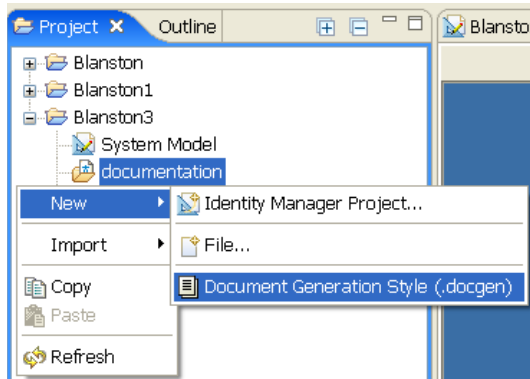 Project Outline Blansto
Blanston
Blanston1
Blanston3
System Model
documentation
New Identity Manager Project...
Import File...
Copy Document Generation Style (.docgen)
Paste
Refresh